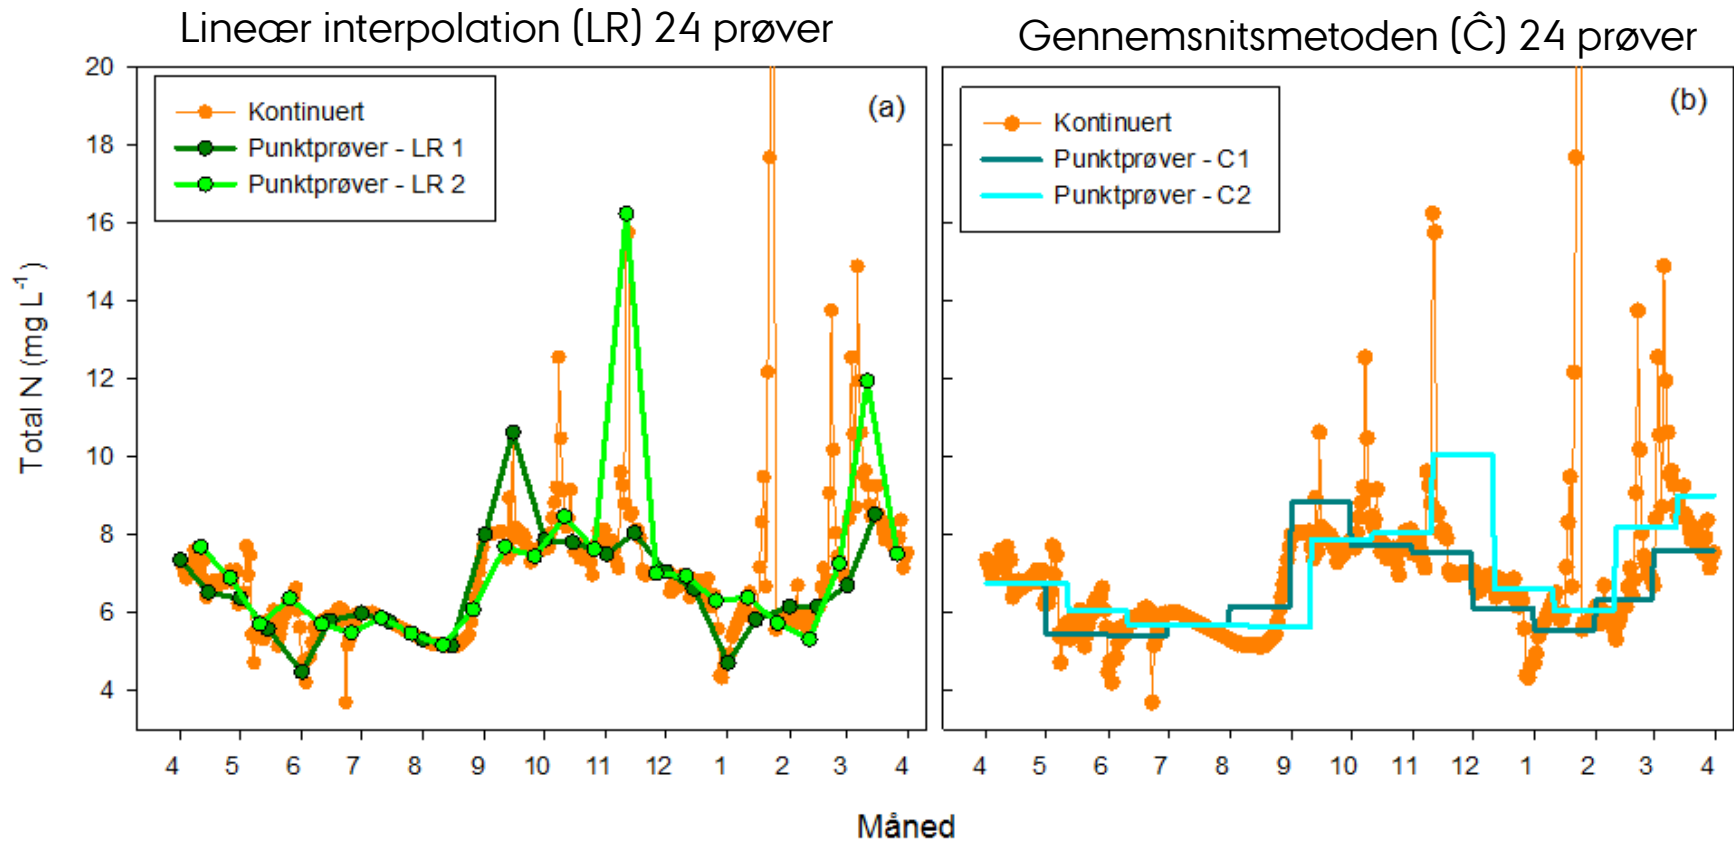 Lineær interpolation (LR) 24 prøver
Gennemsnitsmetoden (Ĉ) 24 prøver
Total N (mg L-1)
20
18
16
14
12
10
8
6
4
Kontinuert
Punktprøver - LR 1
Punktprøver - LR 2
(a)
4 5 6 7 8 9 10 11 12 1 2 3 4
Kontinuert
Punktprøver - C1
Punktprøver - C2
(b)
4 5 6 7 8 9 10 11 12 1 2 3 4
Måned